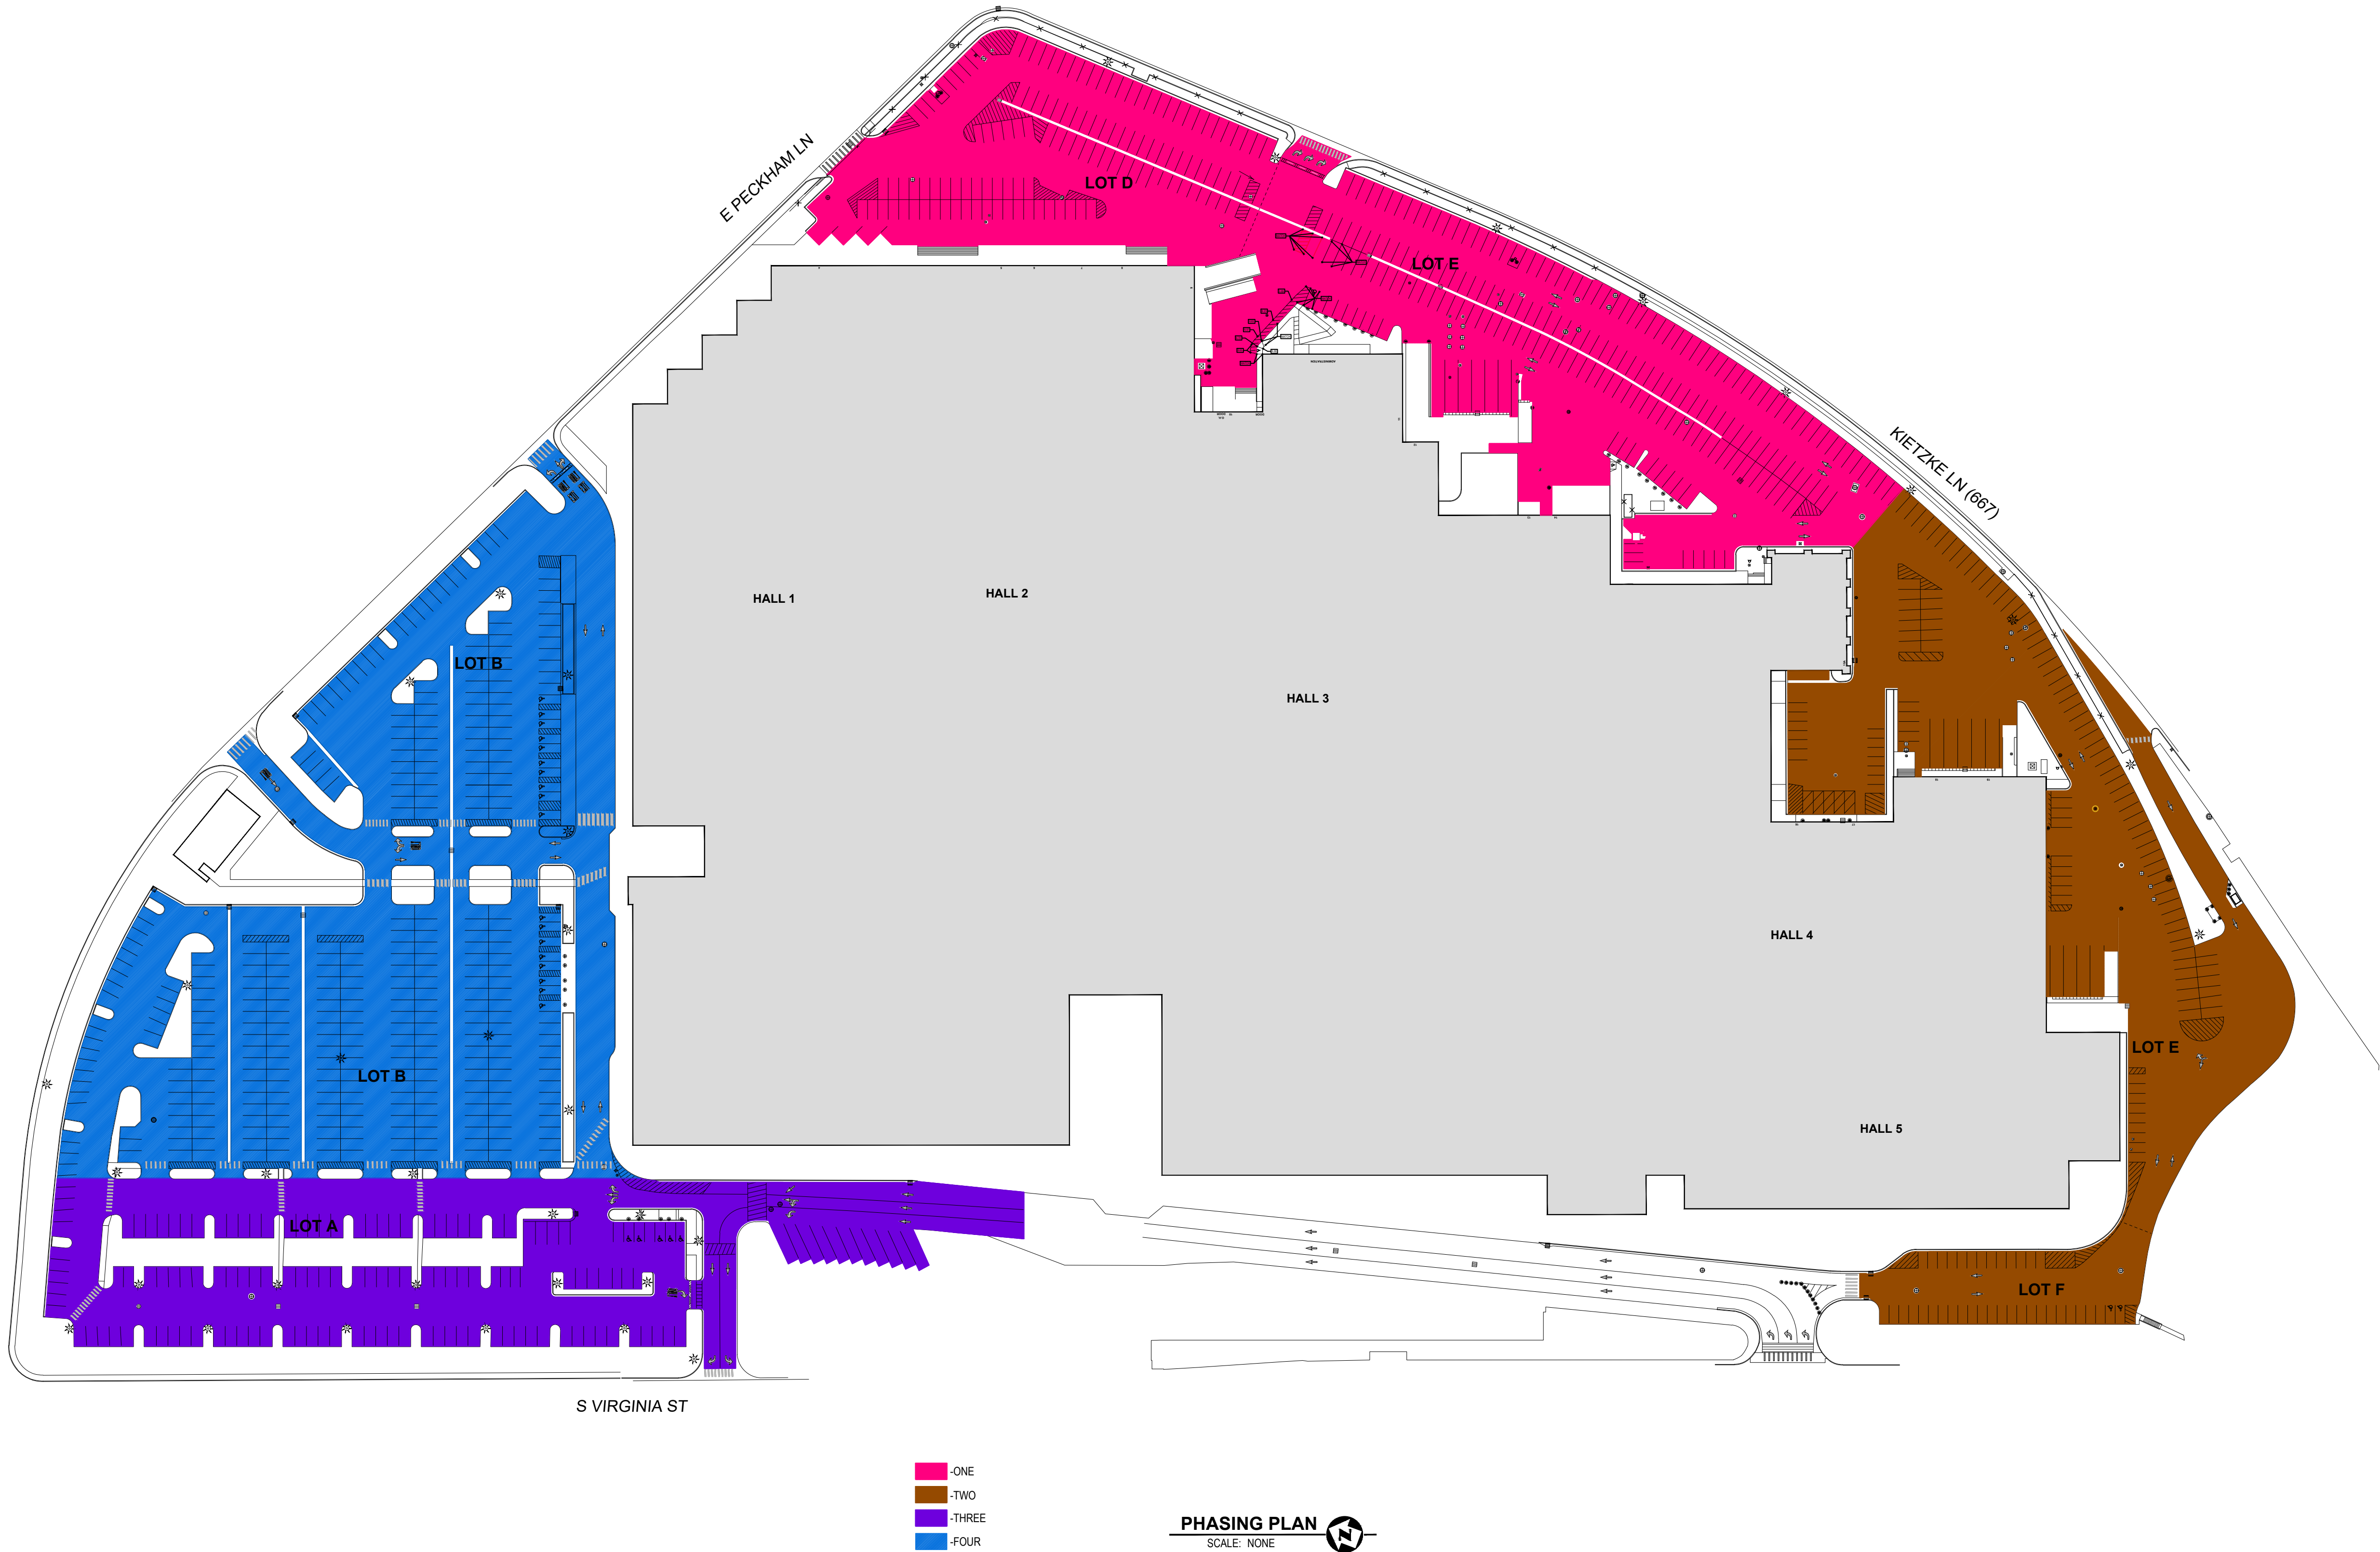 E PECKHAM LN
LOT D
LOT E
KIETZKE LN (667)
HALL 1
HALL 2
LOT B
HALL 3
HALL 4
LOT E
LOT B
HALL 5
LOT A
LOT F
S VIRGINIA ST
-ONE
-TWO
-THREE
-FOUR
PHASING PLAN
N
SCALE: NONE